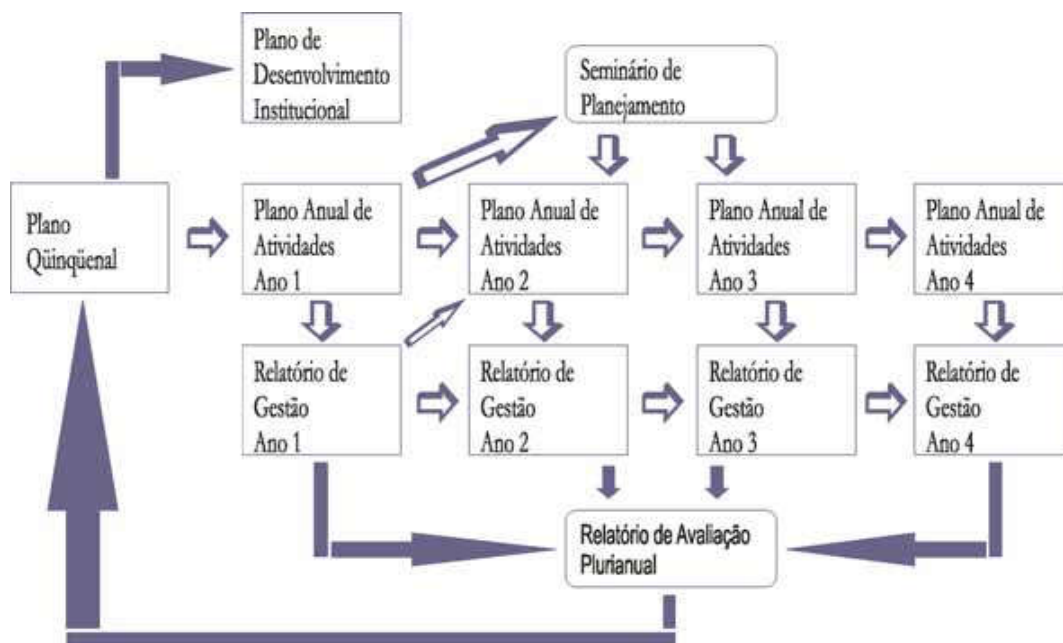 Plano de
Desenvolvimento
Institucional
Seminário de
Planejamento
Plano
Qüinqüenal
Plano Anual de
Atividades
Ano 1
Plano Anual de
Atividades
Ano 2
Plano Anual de
Atividades
Ano 3
Plano Anual de
Atividades
Ano 4
Relatório de
Gestão
Ano 1
Relatório de
Gestão
Ano 2
Relatório de
Gestão
Ano 3
Relatório de
Gestão
Ano 4
Relatório de Avaliação
Plurianual